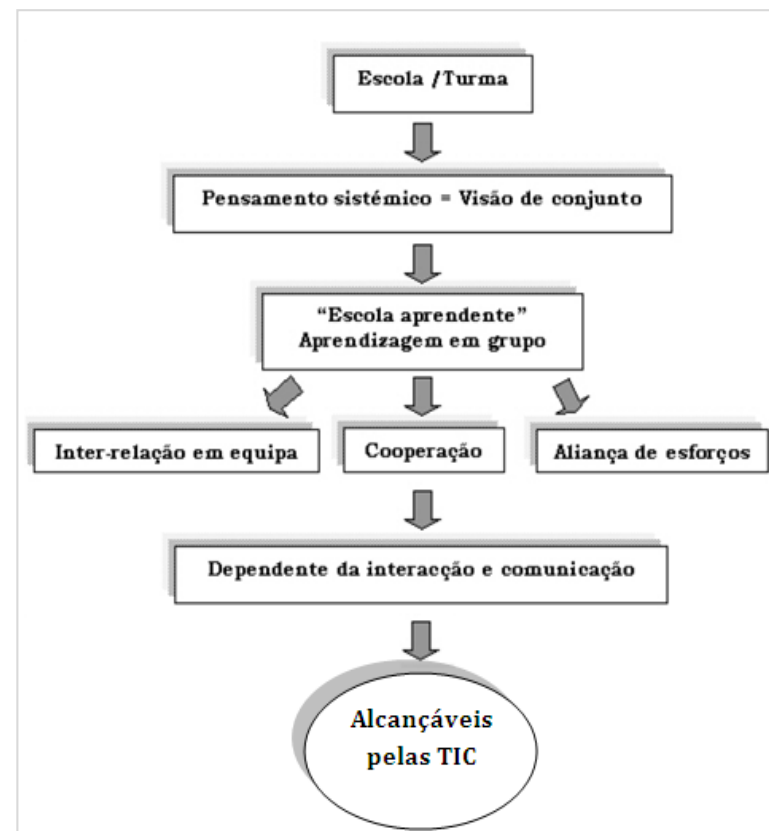 Escola /Turma
Pensamento sistémico = Visão de conjunto
“Escola aprendente”
Aprendizagem em grupo
Inter-relação em equipa
Cooperação
Aliança de esforços
Dependente da interacção e comunicação
Alcançáveis
pelas TIC